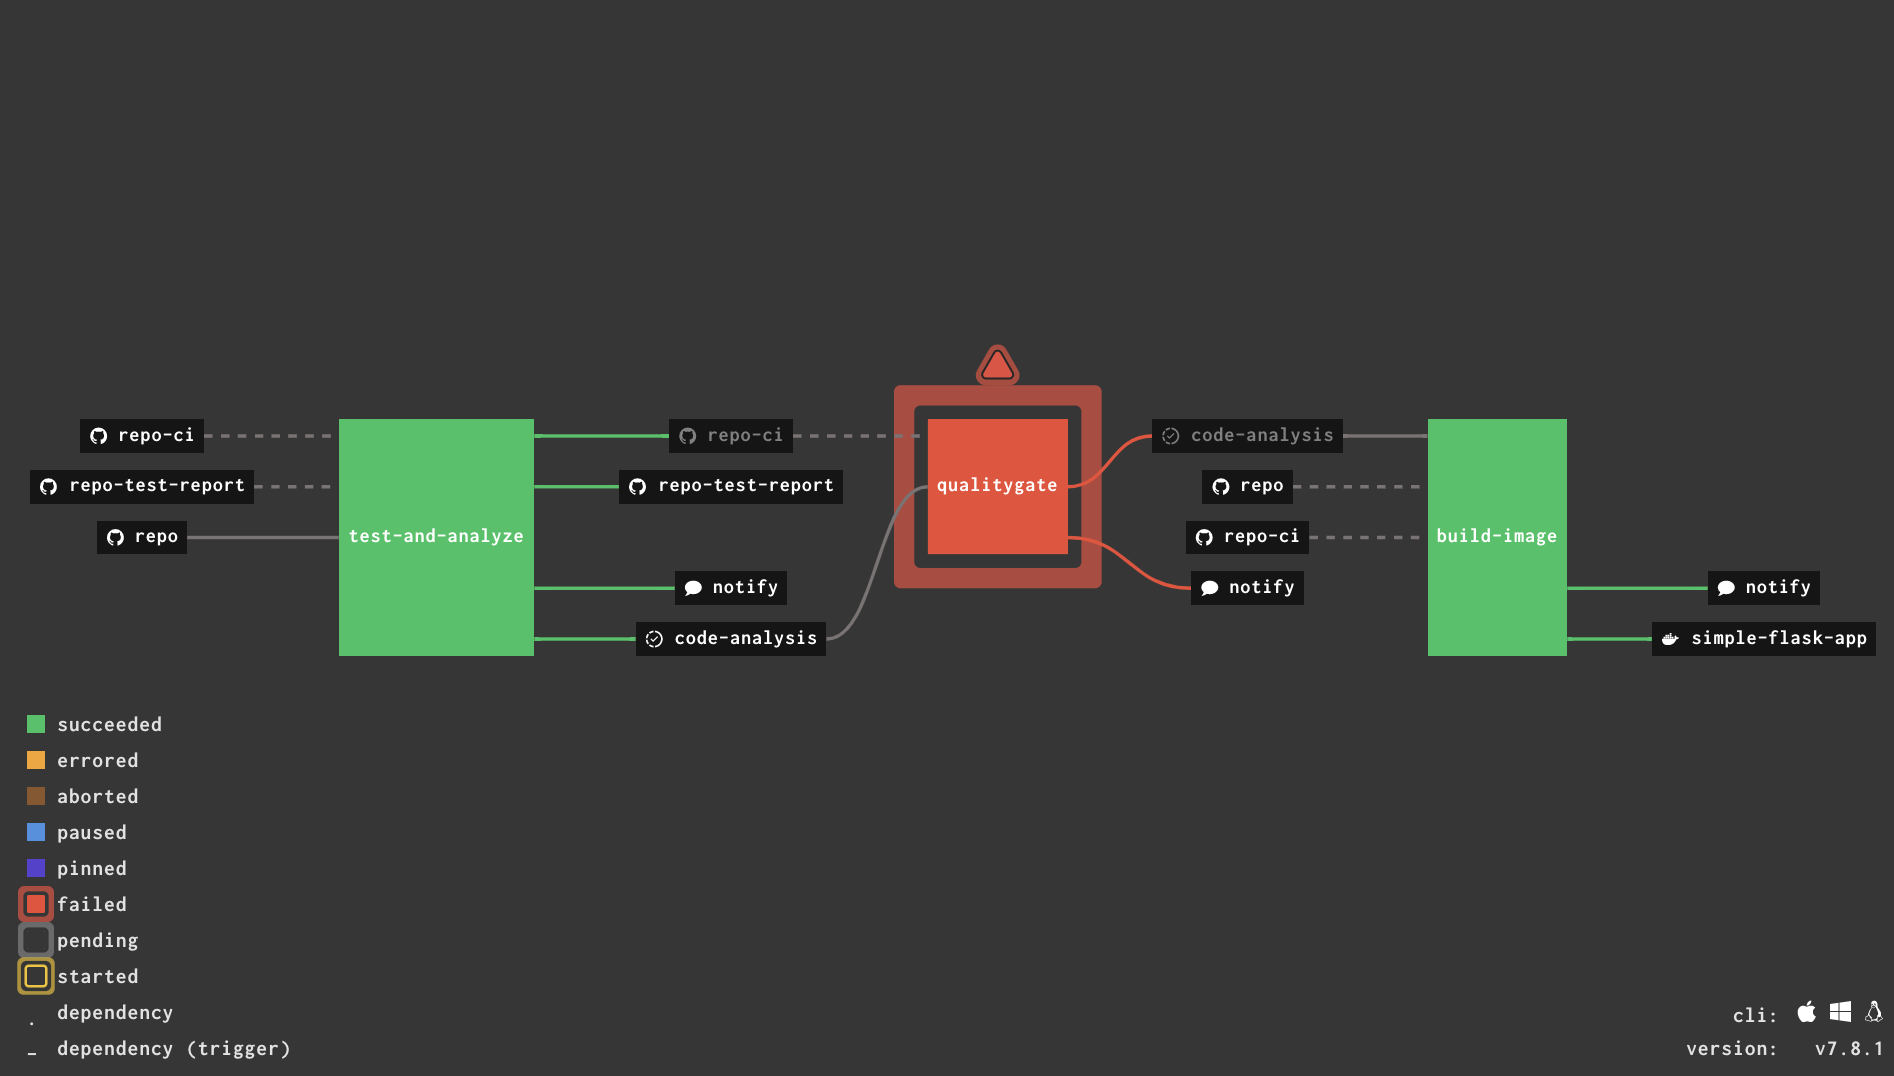 repo-ci
repo-test-report
repo
test-and-analyze
repo-ci
repo-test-report
notify
code-analysis
qualitygate
code-analysis
repo
repo-ci
notify
build-image
notify
simple-flask-app
succeeded
errored
aborted
paused
pinned
failed
pending
started
dependency
dependency (trigger)
cli:
version: v7.8.1